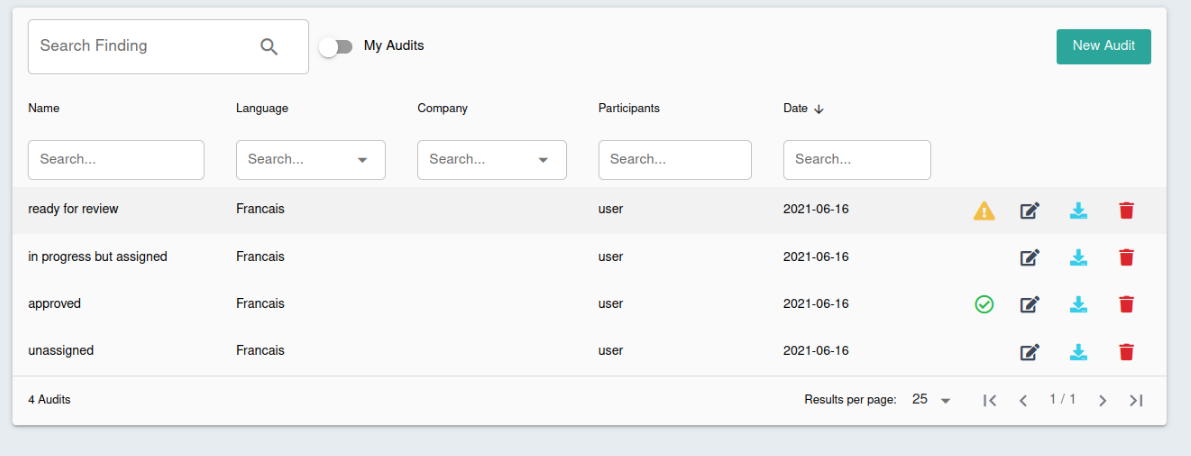 Search Finding My Audits New Audit
Name Language Company Participants Date
Search... Search... Search... Search... Search...
ready for review Francais user 2021-06-16
in progress but assigned Francais user 2021-06-16
approved Francais user 2021-06-16
unassigned Francais user 2021-06-16
4 Audits Results per page: 25 1 / 1